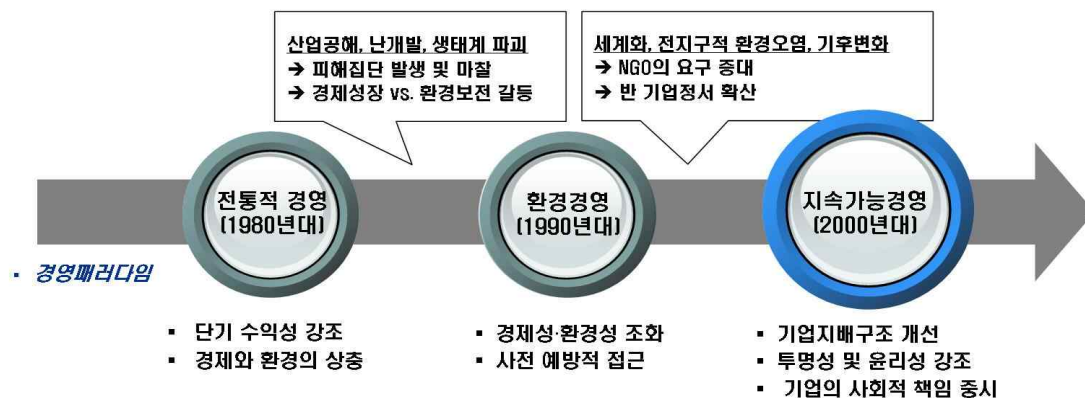 산업공해, 난개발, 생태계 파괴
→ 피해집단 발생 및 마찰
→ 경제성장 vs. 환경보전 갈등
세계화, 전지구적 환경오염, 기후변화
→ NGO의 요구 증대
→ 반 기업정서 확산
전통적 경영
(1980년대)
환경경영
(1990년대)
지속가능경영
(2000년대)
▪ 경영패러다임
▪ 단기 수익성 강조
▪ 경제와 환경의 상충
▪ 경제성·환경성 조화
▪ 사전 예방적 접근
▪ 기업지배구조 개선
▪ 투명성 및 윤리성 강조
▪ 기업의 사회적 책임 중시